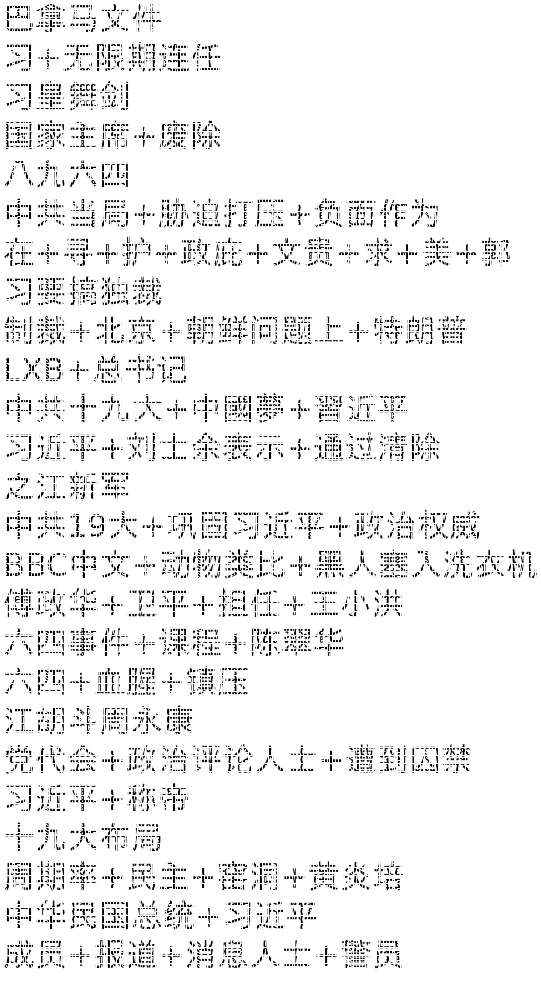 巴拿马文件
习+无限期连任
习皇舞剑
国家主席+废除
八九六四
中共当局+胁迫打压+负面作为
在+寻+护+政庇+文贵+求+美+郭
习要搞独裁
制裁+北京+朝鲜问题上+特朗普
LXB+总书记
中共十九大+中國夢+習近平
习近平+刘士余表示+通过清除
之江新军
中共19大+巩固习近平+政治权威
BBC中文+动物类比+黑人塞入洗衣机
傅政华+卫平+担任+王小洪
六四事件+课程+陈翠华
六四+血腥+镇压
江胡斗周永康
党代会+政治评论人士+遭到囚禁
习近平+称帝
十九大布局
周期率+民主+窑洞+黄炎培
中华民国总统+习近平
成员+报道+消息人士+警员